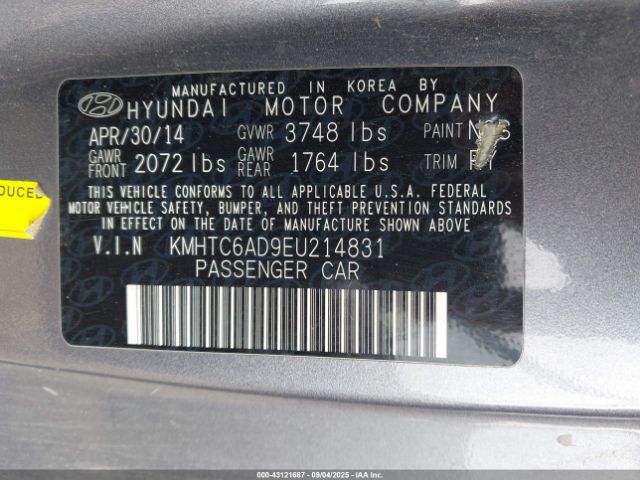 MANUFACTURED IN KOREA BY
HYUNDAI MOTOR COMPANY
APR/30/14 GVWR 3748 lbs PAINT
GAWR FRONT 2072 lbs GAWR REAR 1764 lbs TRIM
THIS VEHICLE CONFORMS TO ALL APPLICABLE U.S.A. FEDERAL
MOTOR VEHICLE SAFETY, BUMPER, AND THEFT PREVENTION STANDARDS
IN EFFECT ON THE DATE OF MANUFACTURE SHOWN ABOVE.
V.I.N KMHTC6AD9EU214831
PASSENGER CAR
000-43121687 09/04/2025 IAAI.COM